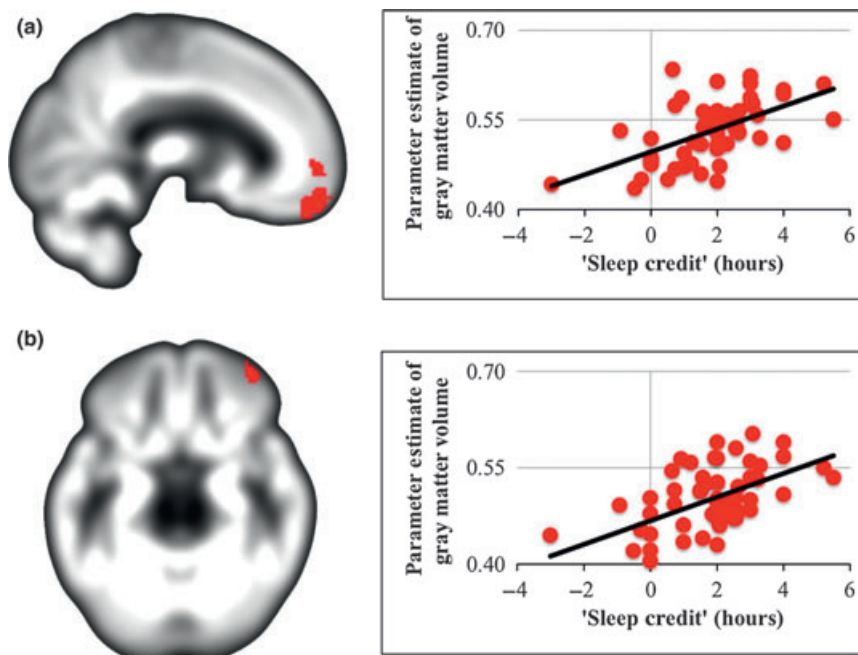 (a)
Parameter estimate of
gray matter volume
0.70
0.55
0.40
−4
−2
0
2
4
6
'Sleep credit' (hours)
(b)
Parameter estimate of
gray matter volume
0.70
0.55
0.40
−4
−2
0
2
4
6
'Sleep credit' (hours)